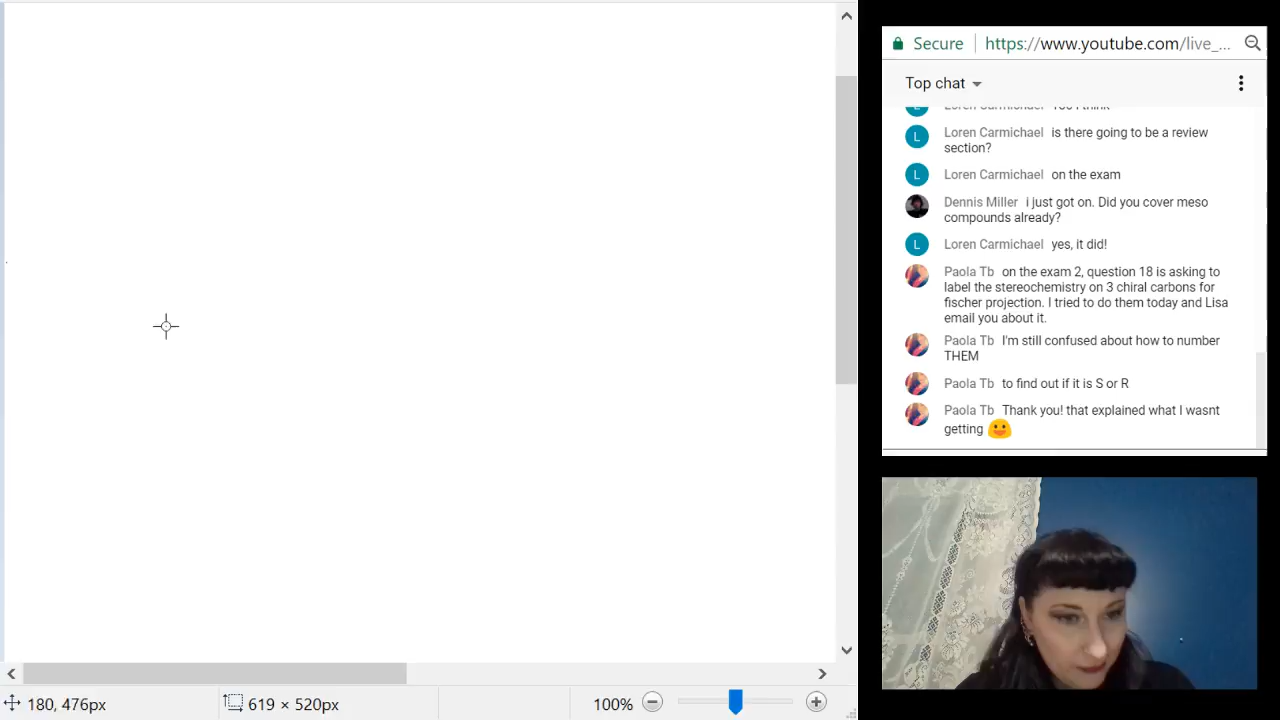 Secure https://www.youtube.com/live_...
Top chat
Loren Carmichael
Loren Carmichael is there going to be a review
section?
Loren Carmichael on the exam
Dennis Miller i just got on. Did you cover meso
compounds already?
Loren Carmichael yes, it did!
Paola Tb on the exam 2, question 18 is asking to
label the stereochemistry on 3 chiral carbons for
fischer projection. I tried to do them today and Lisa
email you about it.
Paola Tb I'm still confused about how to number
THEM
Paola Tb to find out if it is S or R
Paola Tb Thank you! that explained what I wasnt
getting
L
L
L
180, 476px
619 × 520px
100%